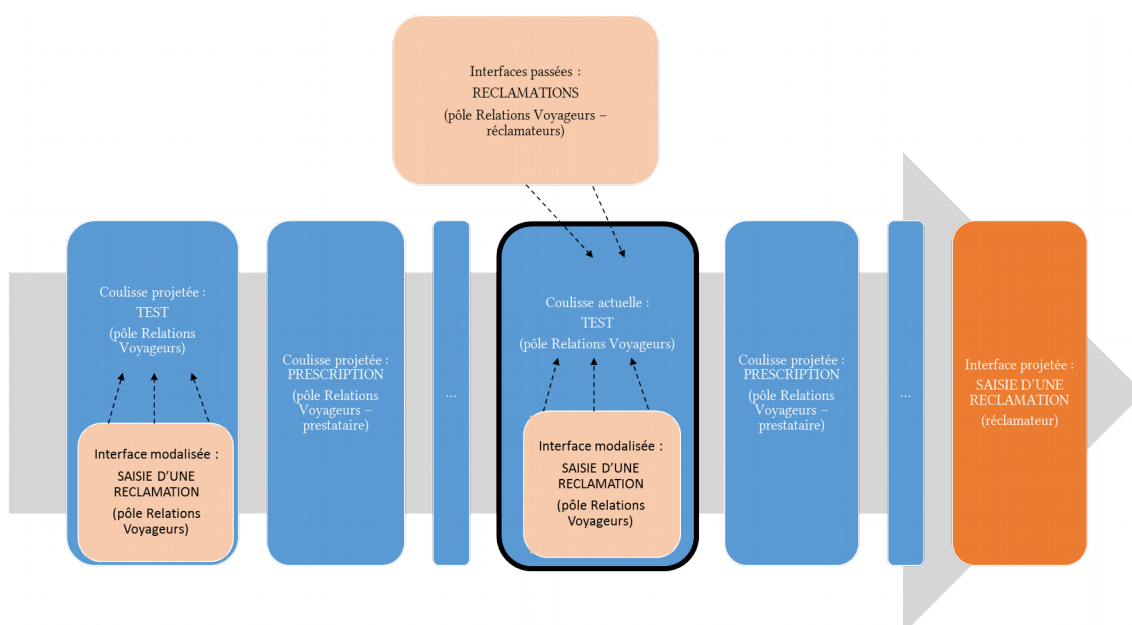 Interfaces passées :
RECLAMATIONS
(pôle Relations Voyageurs –
réclamateurs)
Coulisse projetée :
TEST
(pôle Relations
Voyageurs)
Interface modalisée :
SAISIE D’UNE
RECLAMATION
(pôle Relations
Voyageurs)
Coulisse projetée :
PRESCRIPTION
(pôle Relations
Voyageurs –
prestataire)
...
Coulisse actuelle :
TEST
(pôle Relations Voyageurs)
Interface modalisée :
SAISIE D’UNE
RECLAMATION
(pôle Relations
Voyageurs)
Coulisse projetée :
PRESCRIPTION
(pôle Relations
Voyageurs –
prestataire)
...
Interface projetée :
SAISIE D’UNE
RECLAMATION
(réclamateur)